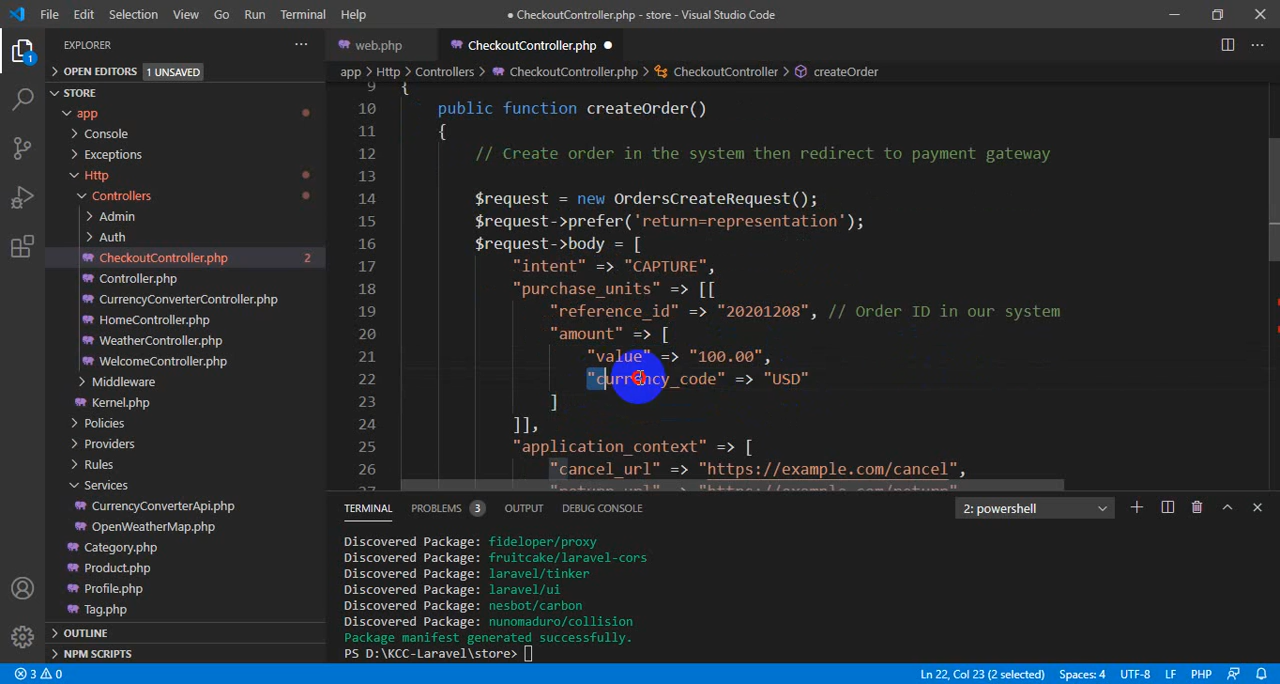 File Edit Selection View Go Run Terminal Help
● CheckoutController.php - store - Visual Studio Code
EXPLORER
OPEN EDITORS 1 UNSAVED
STORE
app
Console
Exceptions
Http
Controllers
Admin
Auth
CheckoutController.php 2
Controller.php
CurrencyConverterController.php
HomeController.php
WeatherController.php
WelcomeController.php
Middleware
Kernel.php
Policies
Providers
Rules
Services
CurrencyConverterApi.php
OpenWeatherMap.php
Category.php
Product.php
Profile.php
Tag.php
OUTLINE
NPM SCRIPTS
1
web.php
CheckoutController.php
app > Http > Controllers > CheckoutController.php > CheckoutController > createOrder
9 {
10 public function createOrder()
11 {
12 // Create order in the system then redirect to payment gateway
13
14 $request = new OrdersCreateRequest();
15 $request->prefer('return=representation');
16 $request->body = [
17 "intent" => "CAPTURE",
18 "purchase_units" => [[
19 "reference_id" => "20201208", // Order ID in our system
20 "amount" => [
21 "value" => "100.00",
22 "currency_code" => "USD"
23 ]
24 ]],
25 "application_context" => [
26 "cancel_url" => "https://example.com/cancel",
27 "return_url" => "https://example.com/return"
TERMINAL PROBLEMS 3 OUTPUT DEBUG CONSOLE
2: powershell
Discovered Package: fideloper/proxy
Discovered Package: fruitcake/laravel-cors
Discovered Package: laravel/tinker
Discovered Package: laravel/ui
Discovered Package: nesbot/carbon
Discovered Package: nunomaduro/collision
Package manifest generated successfully.
PS D:\KCC-Laravel\store>
3 0
Ln 22, Col 23 (2 selected) Spaces: 4 UTF-8 LF PHP